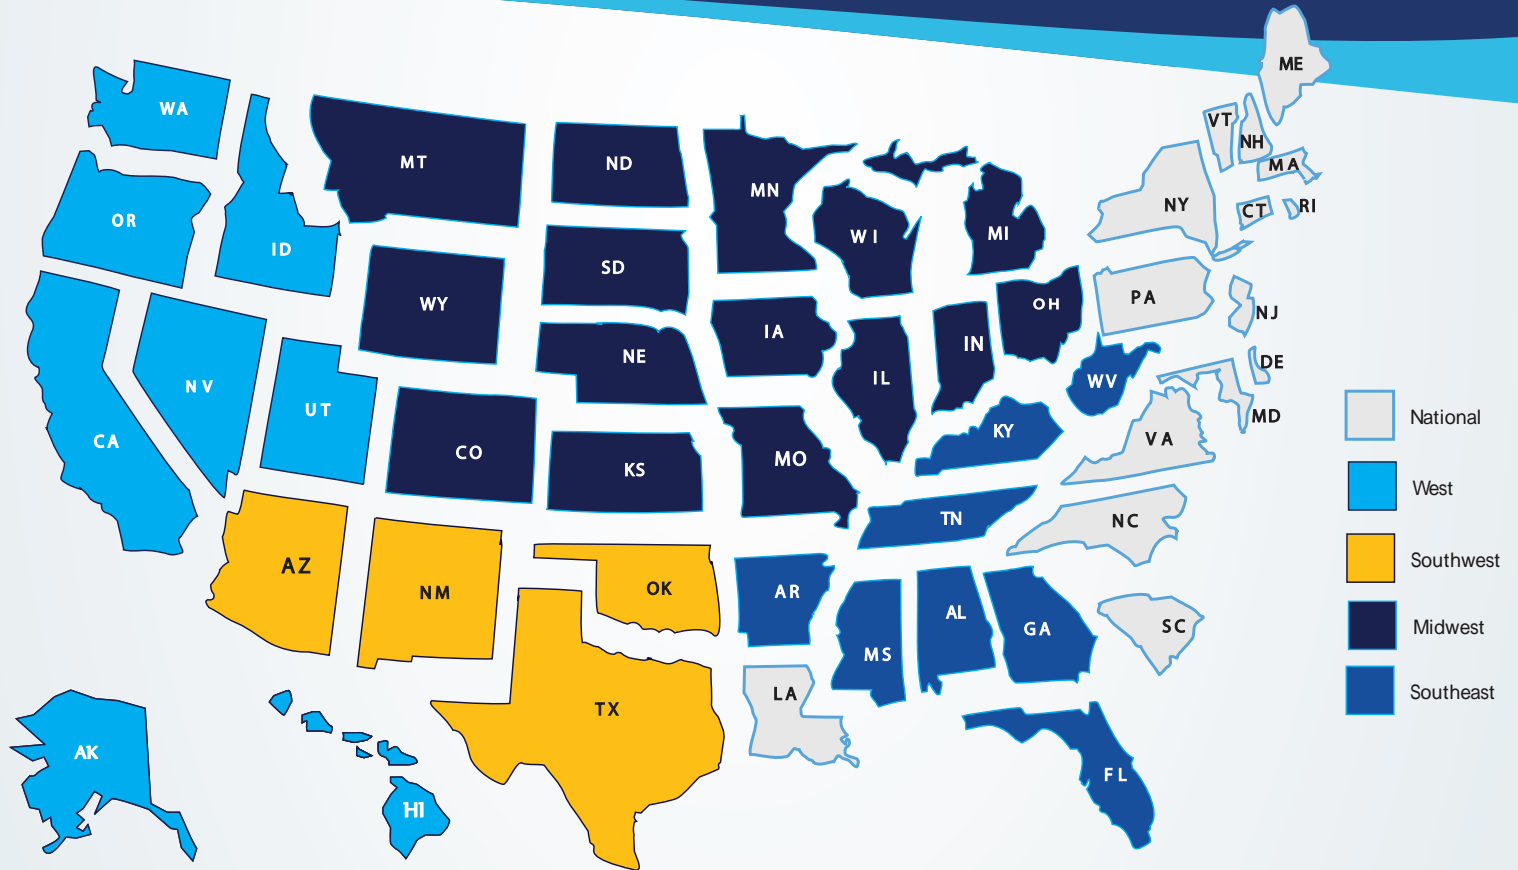 ME
WA
VT
NH
MT
ND
MA
MN
OR
NY
CT
RI
ID
WI
MI
SD
PA
WY
OH
NJ
IA
NE
IN
DE
NV
IL
WV
UT
MD
National
CA
KY
VA
CO
KS
MO
West
TN
NC
AZ
Southwest
NM
OK
AR
AL
SC
GA
Midwest
MS
LA
Southeast
TX
AK
FL
HI